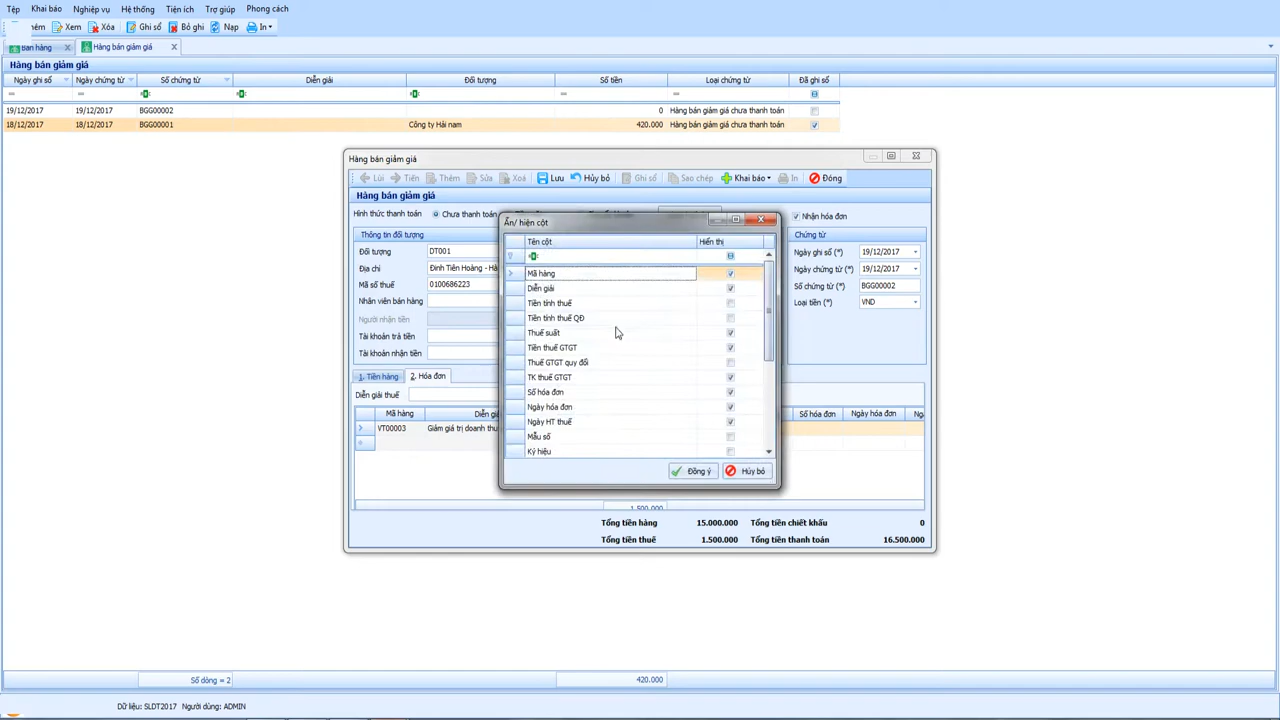 Tệp Khai báo Nghiệp vụ Hệ thống Tiện ích Trợ giúp Phong cách
Xem Xóa Ghi sổ Bỏ ghi Nạp In
Bán hàng Hàng bán giảm giá
Hàng bán giảm giá
Ngày ghi sổ Ngày chứng từ Số chứng từ Diễn giải Đối tượng Số tiền Loại chứng từ Đã ghi sổ
19/12/2017 19/12/2017 BGG00002 0 Hàng bán giảm giá chưa thanh toán
18/12/2017 18/12/2017 BGG00001 Công ty Hải nam 420.000 Hàng bán giảm giá chưa thanh toán
Hàng bán giảm giá
Lùi Tiến Thêm Sửa Xoá Lưu Hủy bỏ Ghi sổ Sao chép Khai báo In Đóng
Hàng bán giảm giá
Hình thức thanh toán Chưa thanh toán Nhận hóa đơn
Thông tin đối tượng
Đối tượng DT001
Địa chỉ Đinh Tiên Hoàng - Hà
Mã số thuế 0100686223
Nhân viên bán hàng
Người nhận tiền
Tài khoản trả tiền
Tài khoản nhận tiền
Chứng từ
Ngày ghi sổ (*) 19/12/2017
Ngày chứng từ (*) 19/12/2017
Số chứng từ (*) BGG00002
Loại tiền (*) VND
1. Tiền hàng 2. Hóa đơn
Diễn giải thuế
Mã hàng Diễn giả Số hóa đơn Ngày hóa đơn
VT00003 Giảm giá trị doanh thu
1.500.000
Tổng tiền hàng 15.000.000 Tổng tiền chiết khấu 0
Tổng tiền thuế 1.500.000 Tổng tiền thanh toán 16.500.000
Ẩn/ hiện cột
Tên cột Hiển thị
Mã hàng
Diễn giải
Tiền tính thuế
Tiền tính thuế QĐ
Thuế suất
Tiền thuế GTGT
Thuế GTGT quy đổi
TK thuế GTGT
Số hóa đơn
Ngày hóa đơn
Ngày HT thuế
Mẫu số
Ký hiệu
Đồng ý Hủy bỏ
Số dòng = 2 420.000
Dữ liệu: SLDT2017 Người dùng: ADMIN